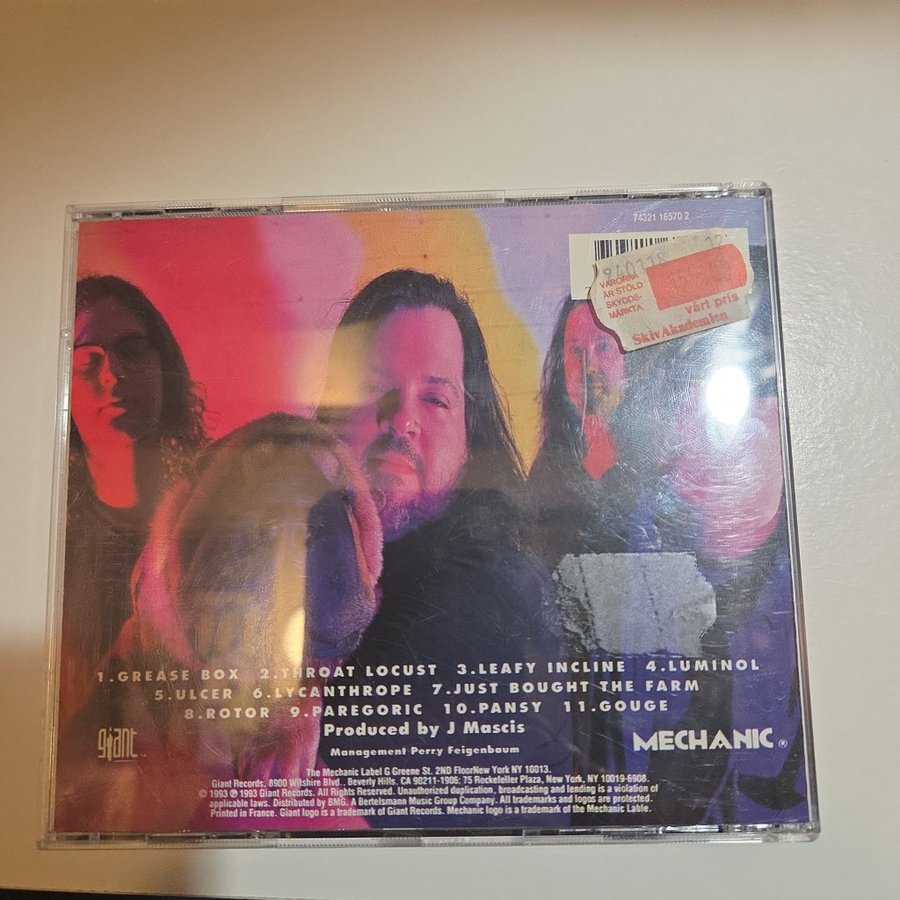 74321 16570 2
940118
VARORNA
ÄR STÖLD
SKYDDS-
MÄRKTA
vårt pris
SkivAkademien
1.GREASE BOX 2.THROAT LOCUST 3.LEAFY INCLINE 4.LUMINOL
5.ULCER 6.LYCANTHROPE 7.JUST BOUGHT THE FARM
8.ROTOR 9.PAREGORIC 10.PANSY 11.GOUGE
Produced by J Mascis
giant ™
MECHANIC ®
Management Perry Feigenbaum
The Mechanic Label G Greene St. 2ND FloorNew York NY 10013.
Giant Records. 8900 Wilshire Blvd., Beverly Hills. CA 90211-1906: 75 Rockefeller Plaza, New York, NY 10019-6908.
© 1993 ℗ 1993 Giant Records. All Rights Reserved. Unauthorized duplication, broadcasting and lending is a violation of
applicable laws. Distributed by BMG. A Bertelsmann Music Group Company. All trademarks and logos are protected.
Printed in France. Giant logo is a trademark of Giant Records. Mechanic logo is a trademark of the Mechanic Lable.